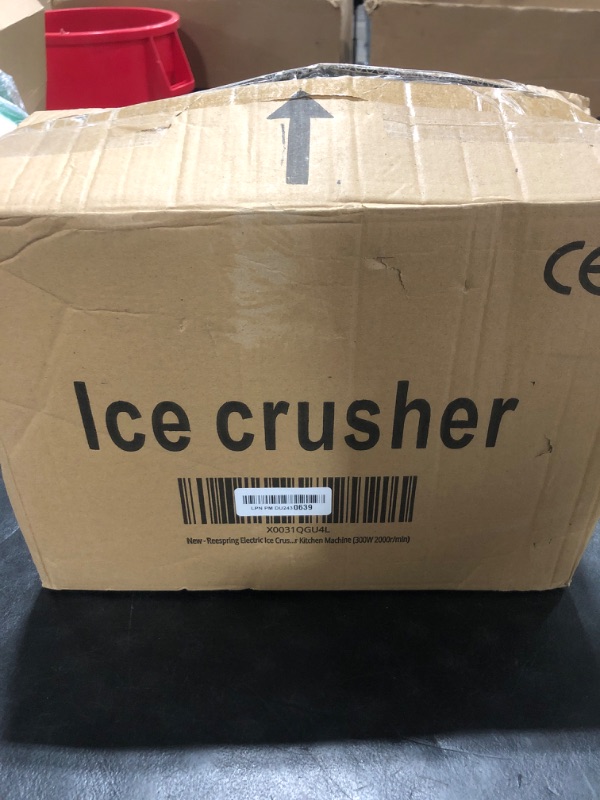 CE
Ice crusher
LPN PM DU2410639
X0031QGU4L
New - Reespring Electric Ice Crus...r Kitchen Machine (300W 2000r/min)